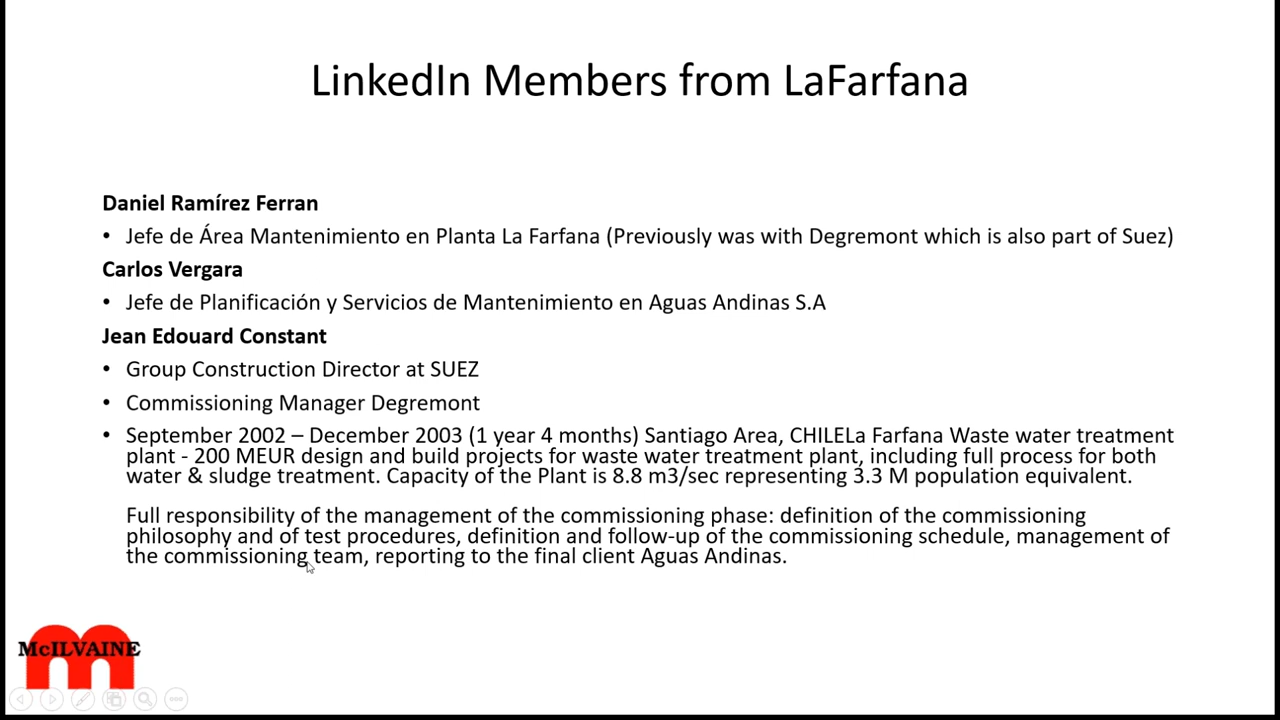 LinkedIn Members from LaFarfana
Daniel Ramírez Ferran
• Jefe de Área Mantenimiento en Planta La Farfana (Previously was with Degremont which is also part of Suez)
Carlos Vergara
• Jefe de Planificación y Servicios de Mantenimiento en Aguas Andinas S.A
Jean Edouard Constant
• Group Construction Director at SUEZ
• Commissioning Manager Degremont
• September 2002 – December 2003 (1 year 4 months) Santiago Area, CHILELa Farfana Waste water treatment
plant - 200 MEUR design and build projects for waste water treatment plant, including full process for both
water & sludge treatment. Capacity of the Plant is 8.8 m3/sec representing 3.3 M population equivalent.
Full responsibility of the management of the commissioning phase: definition of the commissioning
philosophy and of test procedures, definition and follow-up of the commissioning schedule, management of
the commissioning team, reporting to the final client Aguas Andinas.
McILVAINE